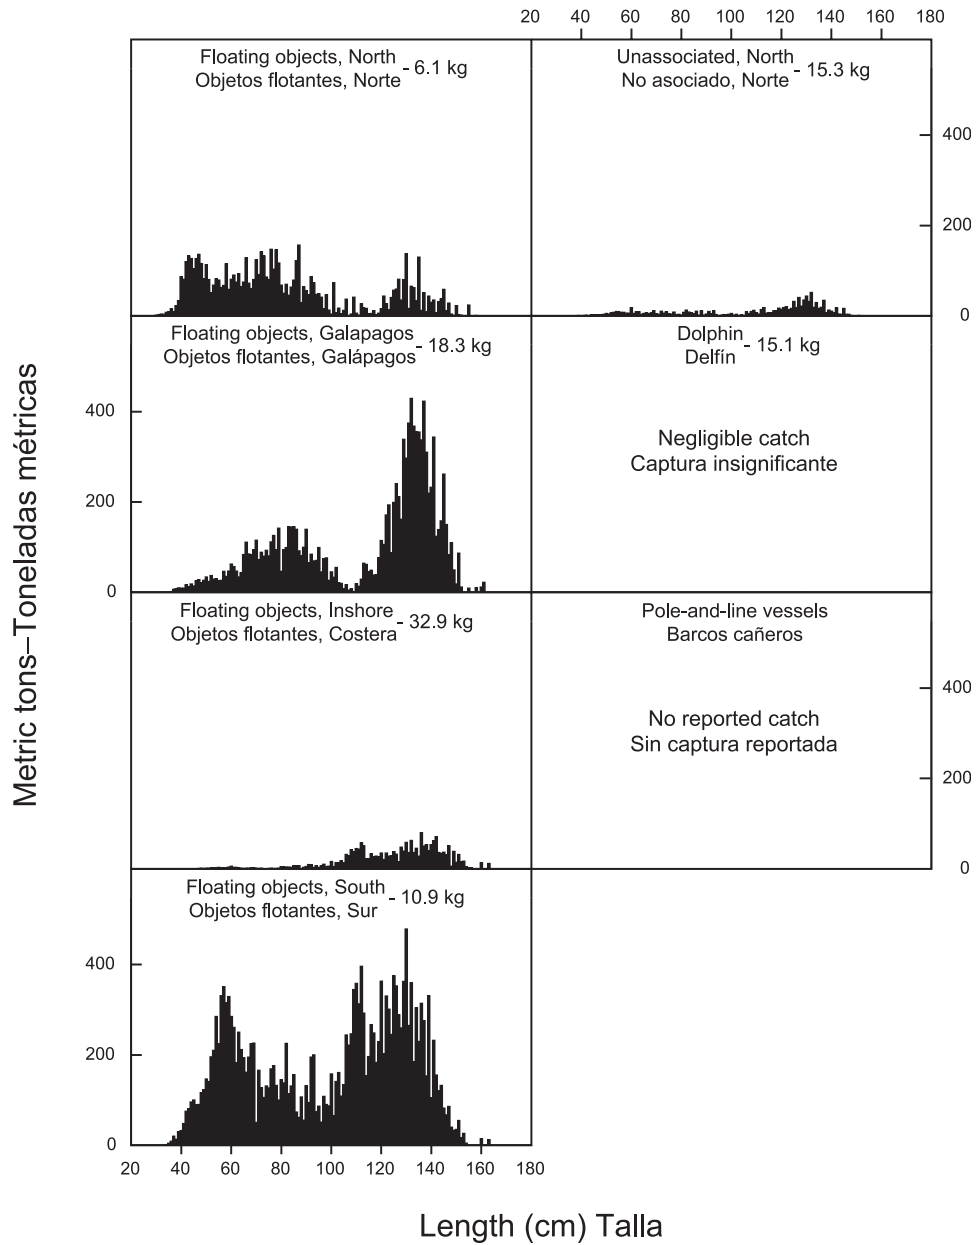 20 40 60 80 100 120 140 160 180
Floating objects, North
Objetos flotantes, Norte - 6.1 kg
Unassociated, North
No asociado, Norte - 15.3 kg
400
200
0
Floating objects, Galapagos
Objetos flotantes, Galápagos - 18.3 kg
400
200
0
Dolphin
Delfín - 15.1 kg
Negligible catch
Captura insignificante
Floating objects, Inshore
Objetos flotantes, Costera - 32.9 kg
Pole-and-line vessels
Barcos cañeros
No reported catch
Sin captura reportada
400
200
0
Floating objects, South
Objetos flotantes, Sur - 10.9 kg
400
200
0
20 40 60 80 100 120 140 160 180
Metric tons–Toneladas métricas
Length (cm) Talla